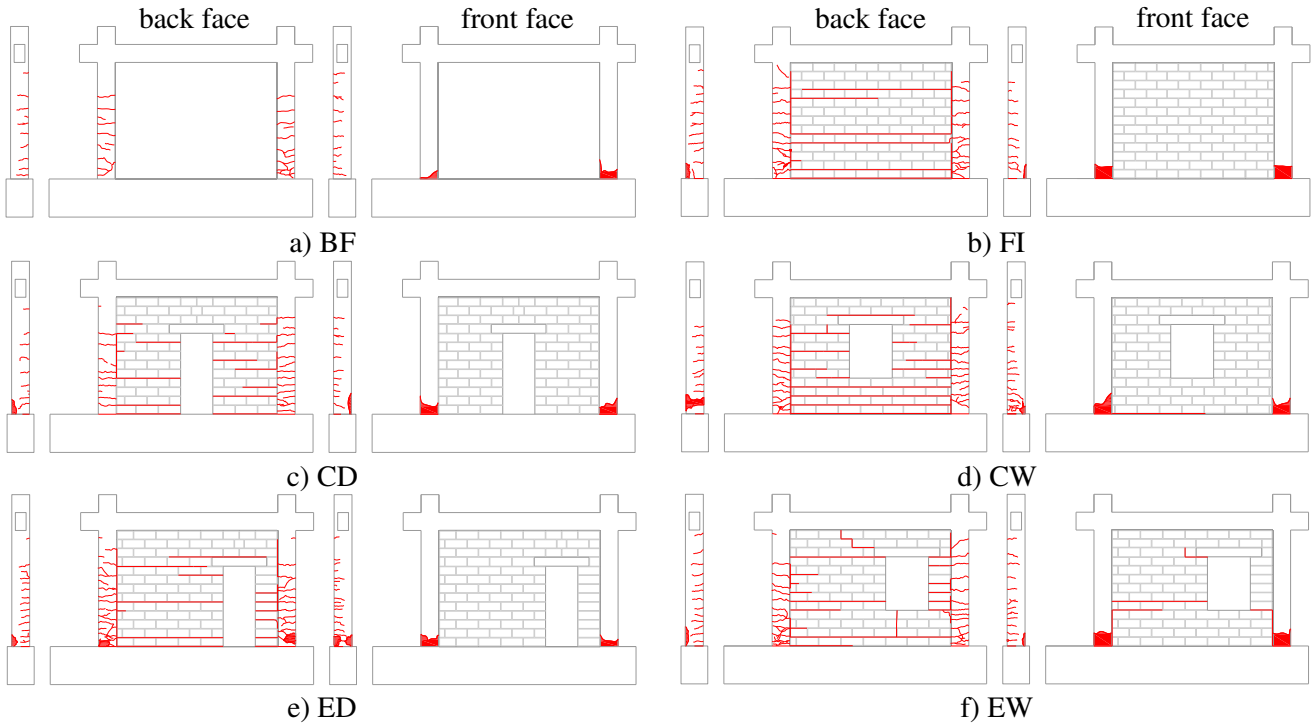 back face front face back face front face
a) BF b) FI
c) CD d) CW
e) ED f) EW